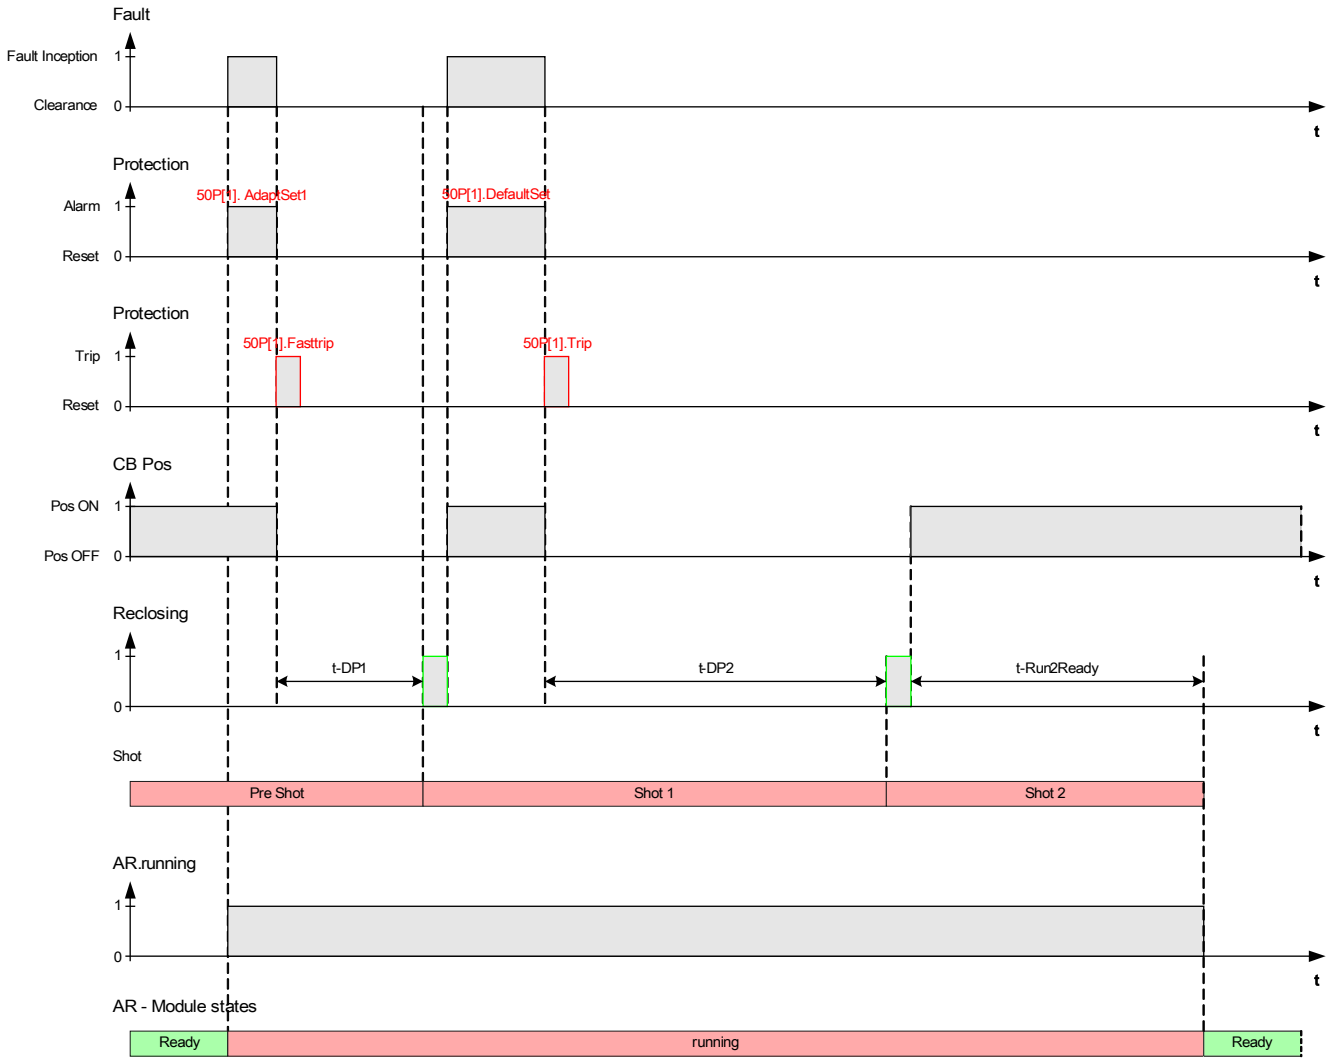 Fault
Fault Inception 1
Clearance 0
t
Protection
50P[1]. AdaptSet1 50P[1].DefaultSet
Alarm 1
Reset 0
t
Protection
50P[1].Fasttrip 50P[1].Trip
Trip 1
Reset 0
t
CB Pos
Pos ON 1
Pos OFF 0
t
Reclosing
1
t-DP1 t-DP2 t-Run2Ready
0
t
Shot
Pre Shot Shot 1 Shot 2
AR.running
1
0
t
AR - Module states
Ready running Ready